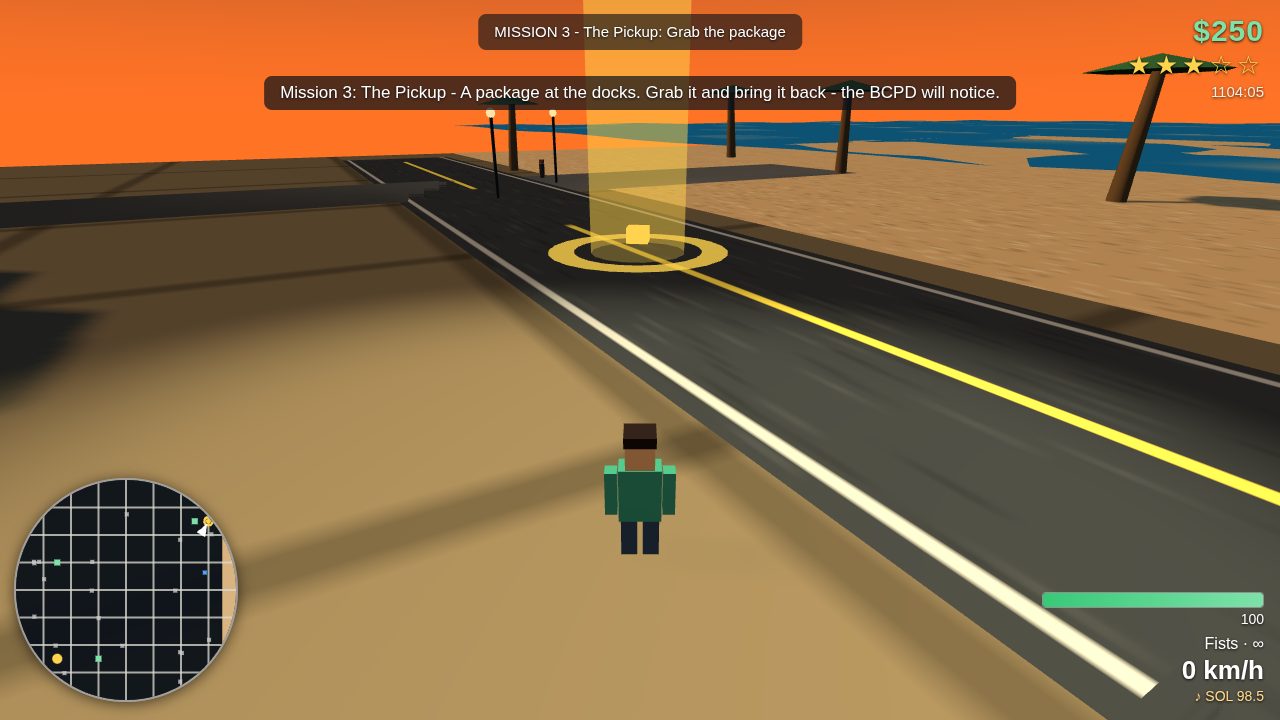 MISSION 3 - The Pickup: Grab the package
$250
★★★☆☆
1104:05
Mission 3: The Pickup - A package at the docks. Grab it and bring it back - the BCPD will notice.
100
Fists · ∞
0 km/h
♪ SOL 98.5